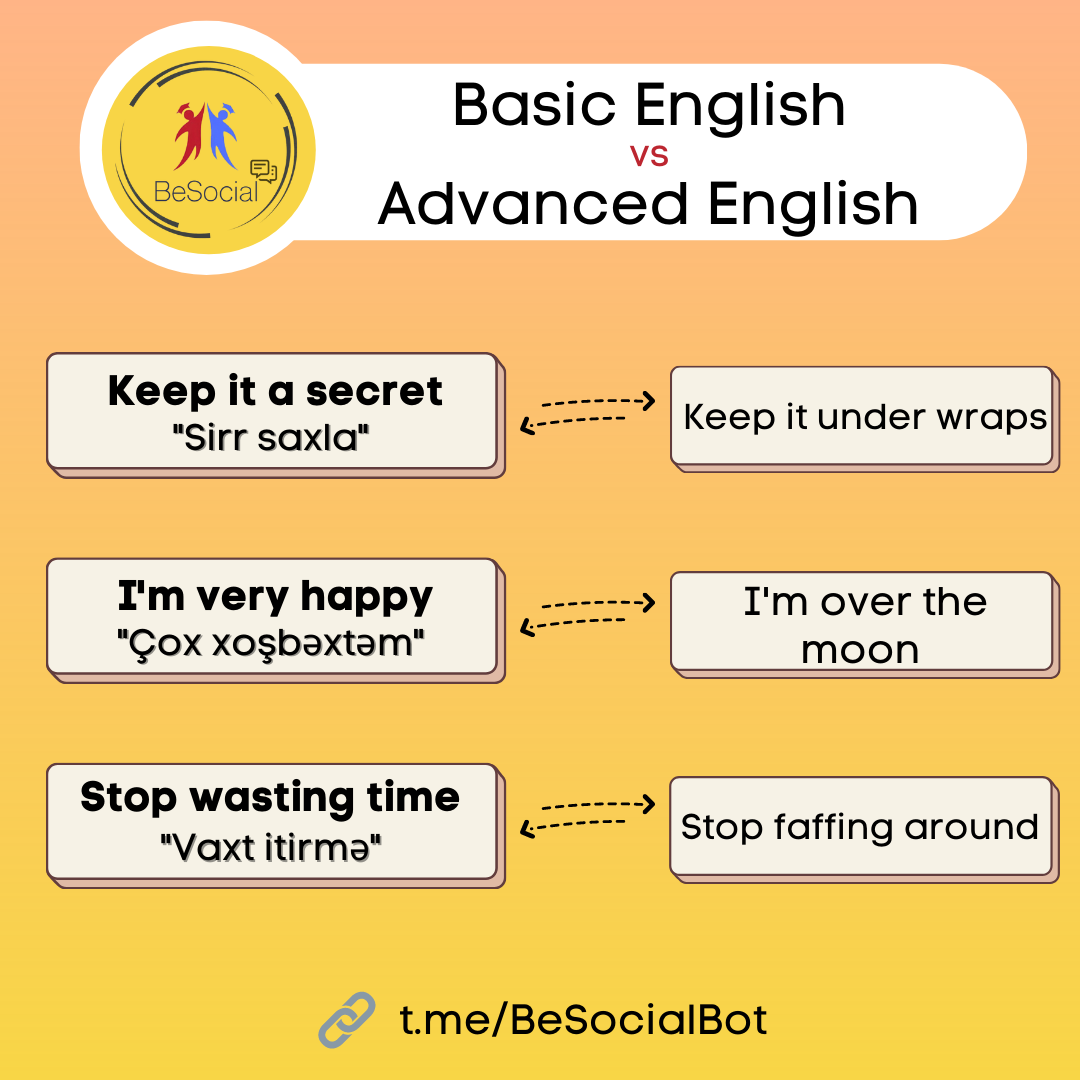 BeSocial
Basic English
vs
Advanced English
Keep it a secret
"Sirr saxla"
Keep it under wraps
I'm very happy
"Çox xoşbəxtəm"
I'm over the
moon
Stop wasting time
"Vaxt itirmə"
Stop faffing around
t.me/BeSocialBot